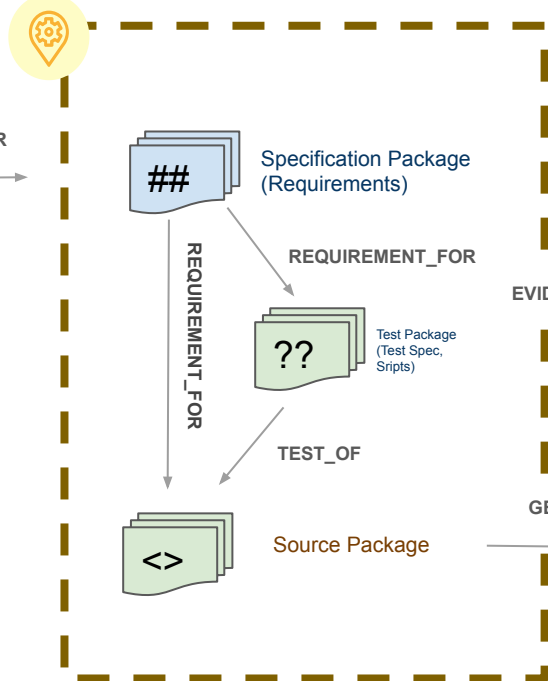 R
##
Specification Package
(Requirements)
REQUIREMENT_FOR
REQUIREMENT_FOR
EVID
??
Test Package
(Test Spec,
Sripts)
TEST_OF
GE
<>
Source Package